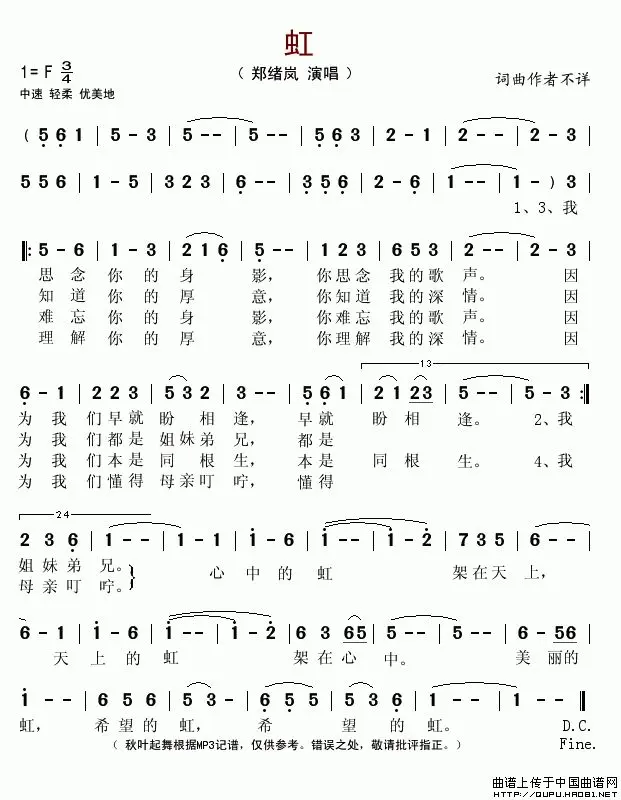 虹
1= F 3/4
（ 郑绪岚 演唱 ）
词曲作者不详
中速 轻柔 优美地
( 5 6 1 | 5 - 3 | 5 - - | 5 - - | 5 6 3 | 2 - 1 | 2 - - | 2 - - |
5 5 6 | 1 - 5 | 3 2 3 | 6 - - | 3 5 6 | 2 - 6 | 1 - - | 1 - ) 3 |
1、3、我
5 - 6 | 1 - 3 | 2 1 6 | 5 - - | 1 2 3 | 6 5 3 | 2 - - | 2 - 3 |
思念 你的身 影， 你思念 我的歌 声。 因
知道 你的厚 意， 你知道 我的深 情。 因
难忘 你的身 影， 你难忘 我的歌 声。 因
理解 你的厚 意， 你理解 我的深 情。 因
13
6 - 1 | 2 2 3 | 5 3 2 | 3 - - | 5 6 1 | 2 1 2 3 | 5 - - | 5 - 3 :|
为我 们早就 盼相 逢， 早就 盼相 逢。 2、我
为我 们都是 姐妹弟 兄， 都是
为我 们本是 同根 生， 本是 同根 生。 4、我
为我 们懂得 母亲叮 咛， 懂得
24
2 3 6 | 1 - - | 1 - 1 | 1 - 6 | 1 - - | 1 - 2 | 7 3 5 | 6 - - |
姐妹弟 兄。 心 中的 虹 架在天 上，
母亲叮 咛。
6 - 1 | 1 - 6 | 1 - - | 1 - 2 | 6 3 6 5 | 5 - - | 5 - - | 6 - 5 6 |
天 上的 虹 架在心 中。 美丽的
1 - - | 6 5 6 | 5 1 6 | 6 5 - | 5 3 6 | 1 - - | 1 - - ||
虹， 希望的 虹， 希 望的 虹。 D.C.
（ 秋叶起舞根据MP3记谱，仅供参考。错误之处，敬请批评指正。）
Fine.
曲谱上传于中国曲谱网
http://QUPU.HAO81.NET